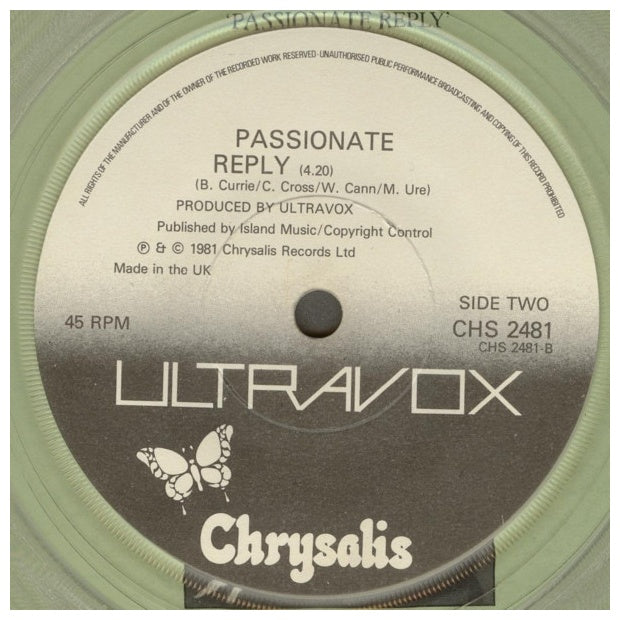 'PASSIONATE REPLY'
ALL RIGHTS OF THE MANUFACTURER AND OF THE OWNER OF THE RECORDED WORK RESERVED · UNAUTHORISED PUBLIC PERFORMANCE BROADCASTING AND COPYING OF THIS RECORD PROHIBITED
PASSIONATE
REPLY (4.20)
(B. Currie/C. Cross/W. Cann/M. Ure)
PRODUCED BY ULTRAVOX
Published by Island Music/Copyright Control
℗ & © 1981 Chrysalis Records Ltd
Made in the UK
45 RPM
SIDE TWO
CHS 2481
CHS 2481-B
ULTRAVOX
Chrysalis